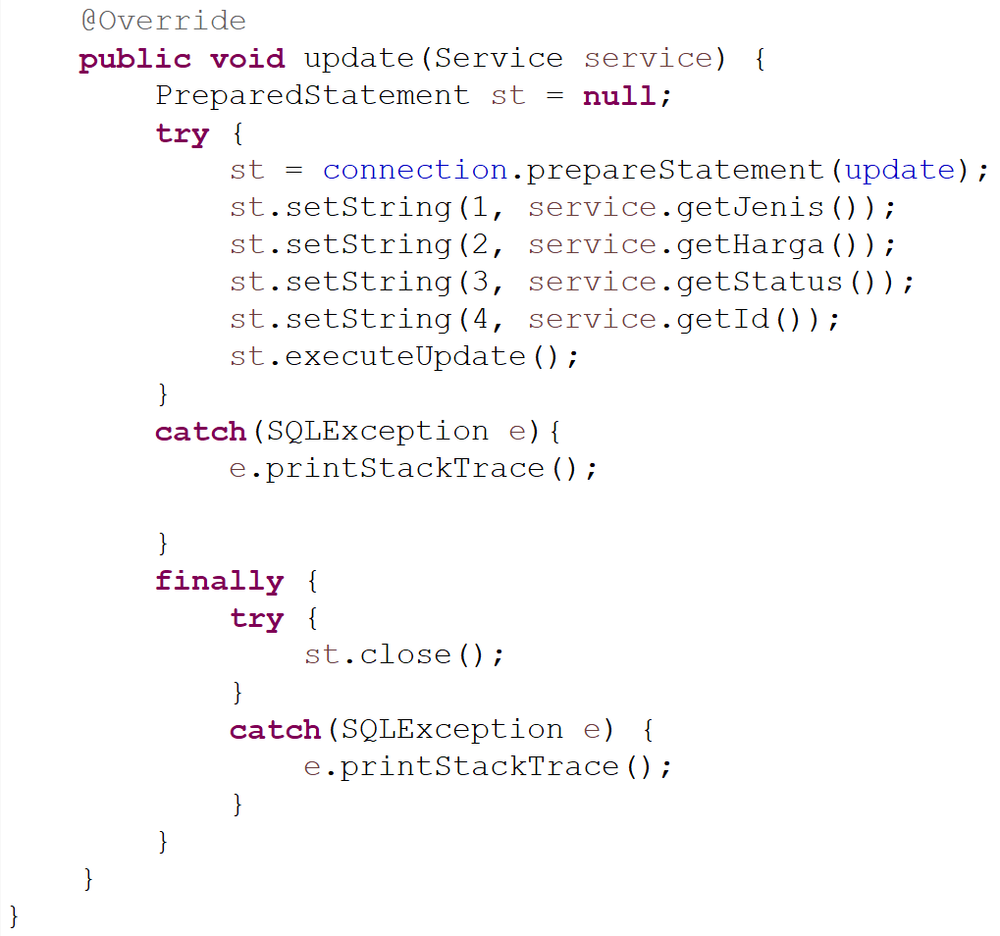 @Override
public void update(Service service) {
PreparedStatement st = null;
try {
st = connection.prepareStatement(update);
st.setString(1, service.getJenis());
st.setString(2, service.getHarga());
st.setString(3, service.getStatus());
st.setString(4, service.getId());
st.executeUpdate();
}
catch(SQLException e){
e.printStackTrace();
}
finally {
try {
st.close();
}
catch(SQLException e) {
e.printStackTrace();
}
}
}
}